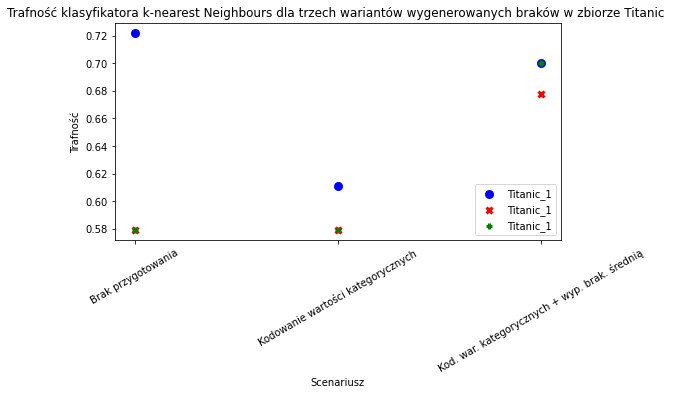 Trafność klasyfikatora k-nearest Neighbours dla trzech wariantów wygenerowanych braków w zbiorze Titanic
0.72
0.70
0.68
0.66
0.64
0.62
0.60
0.58
Trafność
Titanic_1
Titanic_1
Titanic_1
Brak przygotowania
Kodowanie wartości kategorycznych
Kod. war. kategorycznych + wyp. brak. średnią
Scenariusz